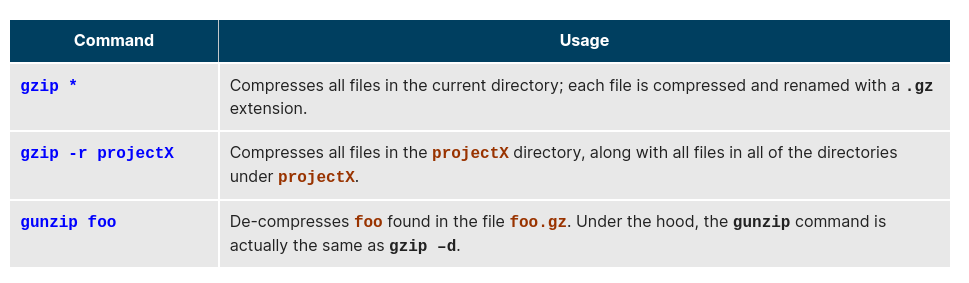 Command Usage
gzip * Compresses all files in the current directory; each file is compressed and renamed with a .gz
extension.
gzip -r projectX Compresses all files in the projectX directory, along with all files in all of the directories
under projectX.
gunzip foo De-compresses foo found in the file foo.gz. Under the hood, the gunzip command is
actually the same as gzip –d.